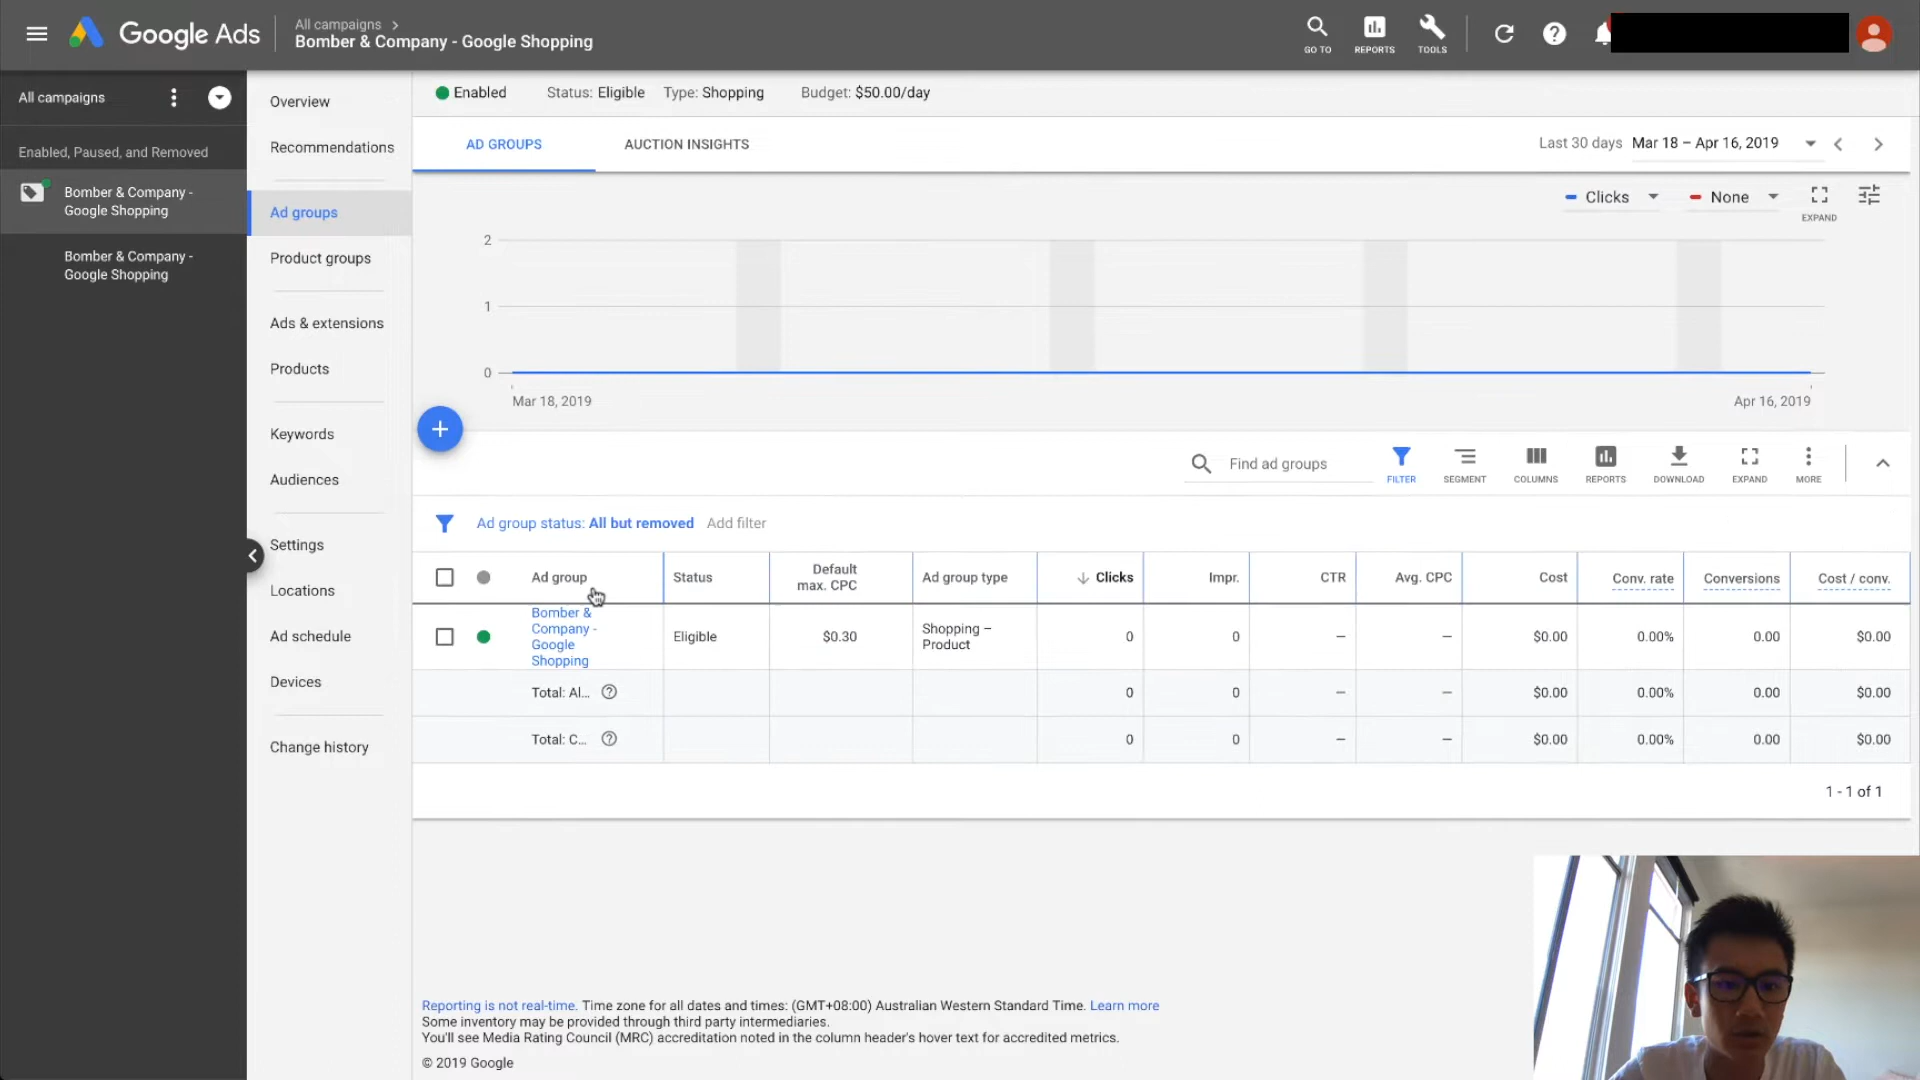 Google Ads
All campaigns
Bomber & Company - Google Shopping
GO TO
REPORTS
TOOLS
All campaigns
Enabled, Paused, and Removed
Bomber & Company -
Google Shopping
Bomber & Company -
Google Shopping
Overview
Recommendations
Ad groups
Product groups
Ads & extensions
Products
Keywords
Audiences
Settings
Locations
Ad schedule
Devices
Change history
Enabled Status: Eligible Type: Shopping Budget: $50.00/day
AD GROUPS AUCTION INSIGHTS
Last 30 days Mar 18 – Apr 16, 2019
Clicks None
EXPAND
2
1
0
Mar 18, 2019 Apr 16, 2019
Find ad groups
FILTER SEGMENT COLUMNS REPORTS DOWNLOAD EXPAND MORE
Ad group status: All but removed Add filter
Ad group Status Default max. CPC Ad group type Clicks Impr. CTR Avg. CPC Cost Conv. rate Conversions Cost / conv.
Bomber &
Company -
Google
Shopping
Eligible $0.30 Shopping – Product 0 0 – – $0.00 0.00% 0.00 $0.00
Total: Al... 0 0 – – $0.00 0.00% 0.00 $0.00
Total: C... 0 0 – – $0.00 0.00% 0.00 $0.00
1 - 1 of 1
Reporting is not real-time. Time zone for all dates and times: (GMT+08:00) Australian Western Standard Time. Learn more
Some inventory may be provided through third party intermediaries.
You'll see Media Rating Council (MRC) accreditation noted in the column header's hover text for accredited metrics.
© 2019 Google